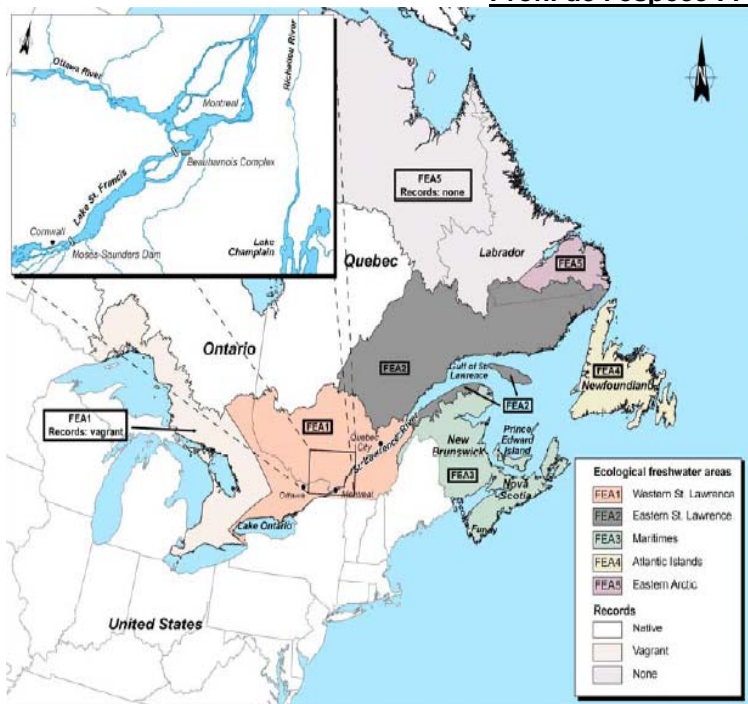 Ottawa River
Montreal
Richelieu River
Beauharnois Complex
Lake St. Francis
Cornwall
Moses-Saunders Dam
Lake
Champlain
FEA5
Records: none
Labrador
Quebec
FEA5
Ontario
FEA2
Gulf of St.
Lawrence
FEA4
Newfoundland
FEA1
Records: vagrant
FEA1
FEA2
Quebec
City
St-Lawrence River
Prince
Edward
Island
New
Brunswick
FEA3
Nova
Scotia
Ottawa
Montreal
Lake Ontario
Fundy
United States
Ecological freshwater areas
FEA1 Western St. Lawrence
FEA2 Eastern St. Lawrence
FEA3 Maritimes
FEA4 Atlantic Islands
FEA5 Eastern Arctic
Records
Native
Vagrant
None